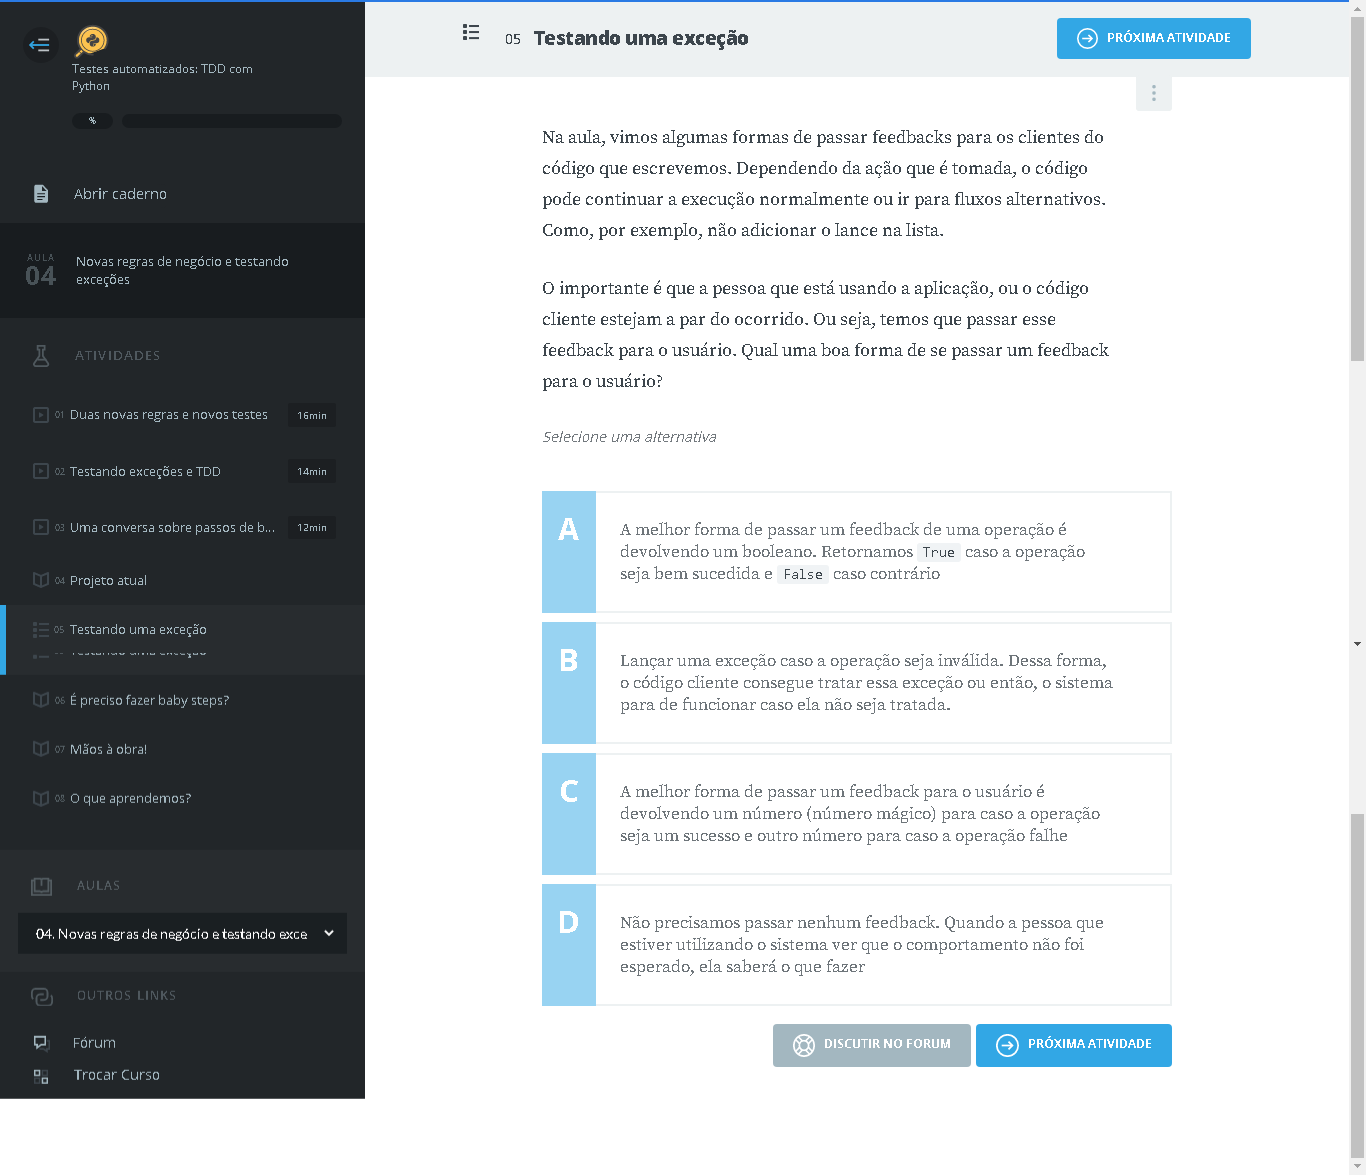 Testes automatizados: TDD com
Python
%
Abrir caderno
AULA
04
Novas regras de negócio e testando
exceções
ATIVIDADES
01 Duas novas regras e novos testes 16min
02 Testando exceções e TDD 14min
03 Uma conversa sobre passos de b... 12min
04 Projeto atual
05 Testando uma exceção
06 É preciso fazer baby steps?
07 Mãos à obra!
08 O que aprendemos?
AULAS
04. Novas regras de negócio e testando exce
OUTROS LINKS
Fórum
Trocar Curso
05 Testando uma exceção
PRÓXIMA ATIVIDADE
Na aula, vimos algumas formas de passar feedbacks para os clientes do
código que escrevemos. Dependendo da ação que é tomada, o código
pode continuar a execução normalmente ou ir para fluxos alternativos.
Como, por exemplo, não adicionar o lance na lista.
O importante é que a pessoa que está usando a aplicação, ou o código
cliente estejam a par do ocorrido. Ou seja, temos que passar esse
feedback para o usuário. Qual uma boa forma de se passar um feedback
para o usuário?
Selecione uma alternativa
A
A melhor forma de passar um feedback de uma operação é
devolvendo um booleano. Retornamos True caso a operação
seja bem sucedida e False caso contrário
B
Lançar uma exceção caso a operação seja inválida. Dessa forma,
o código cliente consegue tratar essa exceção ou então, o sistema
para de funcionar caso ela não seja tratada.
C
A melhor forma de passar um feedback para o usuário é
devolvendo um número (número mágico) para caso a operação
seja um sucesso e outro número para caso a operação falhe
D
Não precisamos passar nenhum feedback. Quando a pessoa que
estiver utilizando o sistema ver que o comportamento não foi
esperado, ela saberá o que fazer
DISCUTIR NO FORUM
PRÓXIMA ATIVIDADE